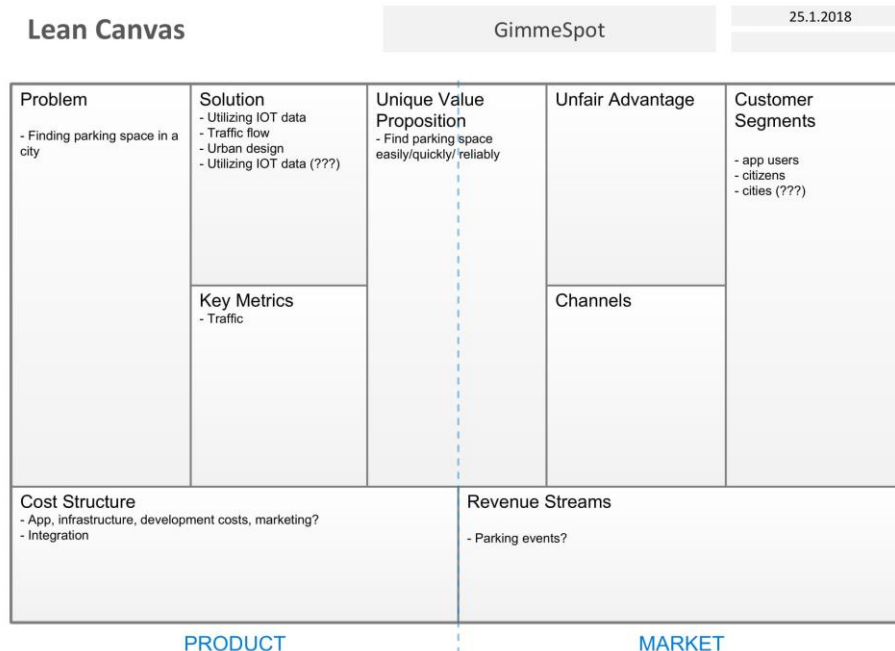 Lean Canvas
GimmeSpot
25.1.2018
Problem
- Finding parking space in a
city
Solution
- Utilizing IOT data
- Traffic flow
- Urban design
- Utilizing IOT data (???)
Key Metrics
- Traffic
Unique Value
Proposition
- Find parking space
easily/quickly/ reliably
Unfair Advantage
Channels
Customer
Segments
- app users
- citizens
- cities (???)
Cost Structure
- App, infrastructure, development costs, marketing?
- Integration
Revenue Streams
- Parking events?
PRODUCT
MARKET